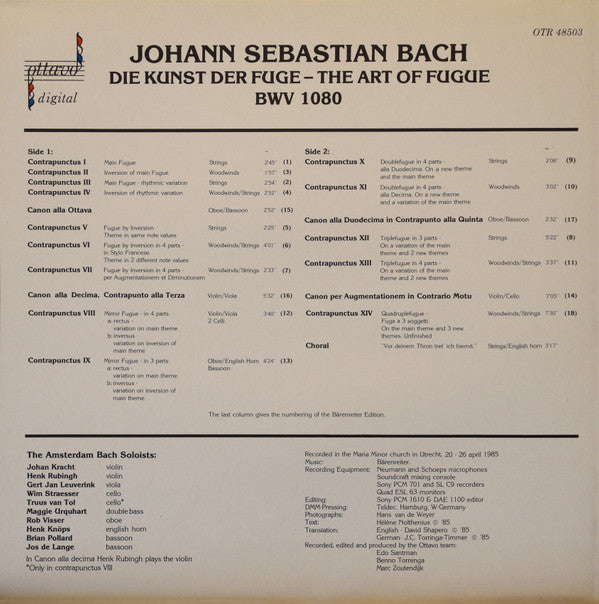 OTR 48503
ottavo
digital
JOHANN SEBASTIAN BACH
DIE KUNST DER FUGE – THE ART OF FUGUE
BWV 1080
Side 1:
Contrapunctus I Main Fugue Strings 2'45' (1)
Contrapunctus II Inversion of main Fugue Woodwinds 1'57" (3)
Contrapunctus III Main Fugue - rhythmic variation Strings 2'54' (2)
Contrapunctus IV Inversion of rhythmic variation Woodwinds/Strings 2'52' (4)
Canon alla Ottava Oboe/Bassoon 2'52' (15)
Contrapunctus V Fugue by Inversion - Strings 2'25' (5)
Theme in same note values
Contrapunctus VI Fugue by Inversion in 4 parts - Woodwinds/Strings 4'01' (6)
in Stylo Francese.
Theme in 2 different note values
Contrapunctus VII Fugue by Inversion in 4 parts - Woodwinds/Strings 2'33' (7)
per Augmentationem et Diminutionem
Canon alla Decima, Contrapunto alla Terza Violin/Viola 5'32' (16)
Contrapunctus VIII Mirror Fugue - in 4 parts Violin/Viola 3'40' (12)
a: rectus - 2 Celli
variation on main theme
b: inversus -
variation on inversion of
main theme
Contrapunctus IX Mirror Fugue - in 3 parts Oboe/English Horn 4'24" (13)
a: rectus - Bassoon
variation on main theme
b: inversus -
variation on inversion of
main theme
Side 2:
Contrapunctus X Doublefugue in 4 parts - Strings 2'06' (9)
alla Duodecima. On a new theme
and the main theme
Contrapunctus XI Doublefugue in 4 parts - Woodwinds 3'02' (10)
alla Decima. On a new theme
and a variation of the main theme
Canon alla Duodecima in Contrapunto alla Quinta Oboe/Bassoon 2'32' (17)
Contrapunctus XII Triplefugue in 3 parts - Strings 5'22' (8)
On a variation of the main
theme and 2 new themes
Contrapunctus XIII Triplefugue in 4 parts - Woodwinds/Strings 3'37' (11)
On a variation of the main
theme and 2 new themes
Canon per Augmentationem in Contrario Motu Violin/Cello 7'05' (14)
Contrapunctus XIV Quadruplefugue - Woodwinds/Strings 7'30' (18)
Fuga a 3 soggetti
On the main theme and 3 new
themes. Unfinished
Choral "Vor deinem Thron tret' ich hiermit." Strings/English horn 3'17'
The last column gives the numbering of the Bärenreiter Edition.
The Amsterdam Bach Soloists:
Johan Kracht violin
Henk Rubingh violin
Gert Jan Leuverink viola
Wim Straesser cello
Truus van Tol cello*
Maggie Urquhart double bass
Rob Visser oboe
Henk Knöps english horn
Brian Pollard bassoon
Jos de Lange bassoon
In Canon alla decima Henk Rubingh plays the violin
*Only in contrapunctus VIII
Recorded in the Maria Minor church in Utrecht, 20 - 26 april 1985
Music: Bärenreiter.
Recording Equipment: Neumann and Schoeps microphones
Soundcraft mixing console
Sony PCM 701 and SL C9 recorders
Quad ESL 63 monitors
Editing: Sony PCM 1610 & DAE 1100 editor
DMM-Pressing: Teldec. Hamburg, W-Germany
Photographs: Hans van de Weyer
Text: Hélène Nolthenius © '85
Translation: English - David Shapero © '85
German- J.C. Torringa-Timmer © '85
Recorded, edited and produced by the Ottavo team:
Edo Santman
Benno Torrenga
Marc Zoutendijk